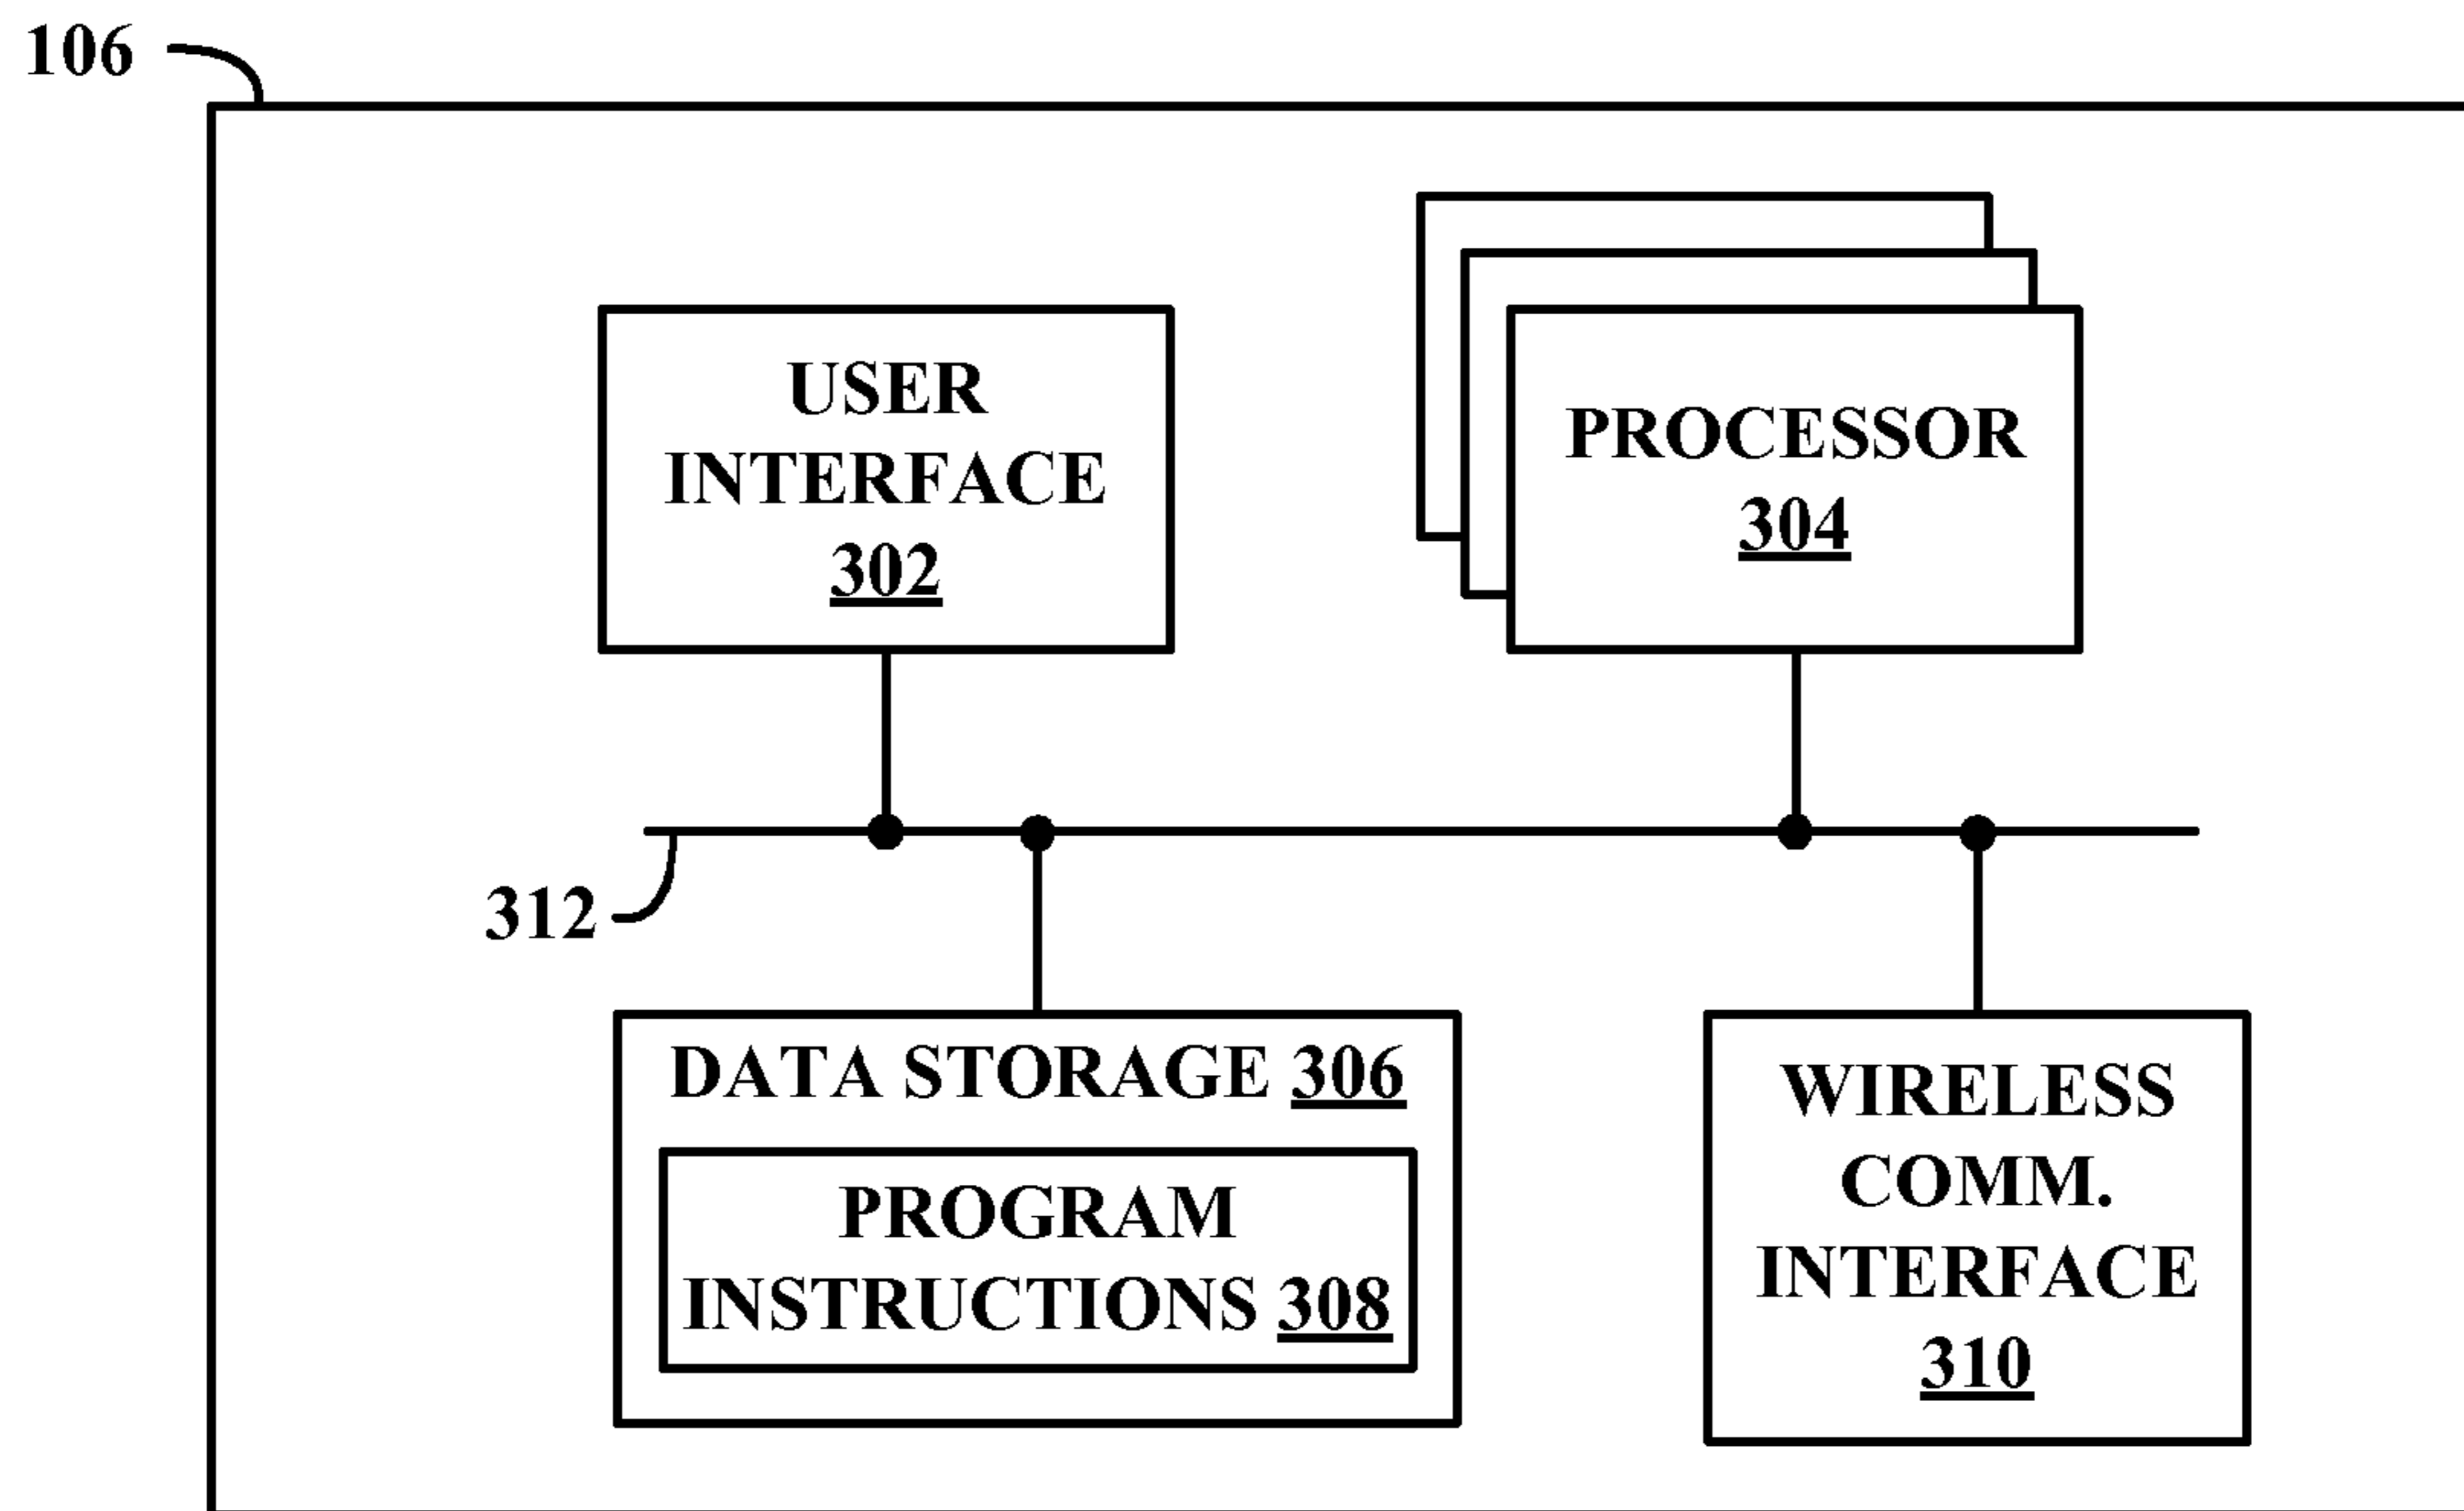 106
USER
INTERFACE
302
PROCESSOR
304
312
DATA STORAGE 306
PROGRAM
INSTRUCTIONS 308
WIRELESS
COMM.
INTERFACE
310